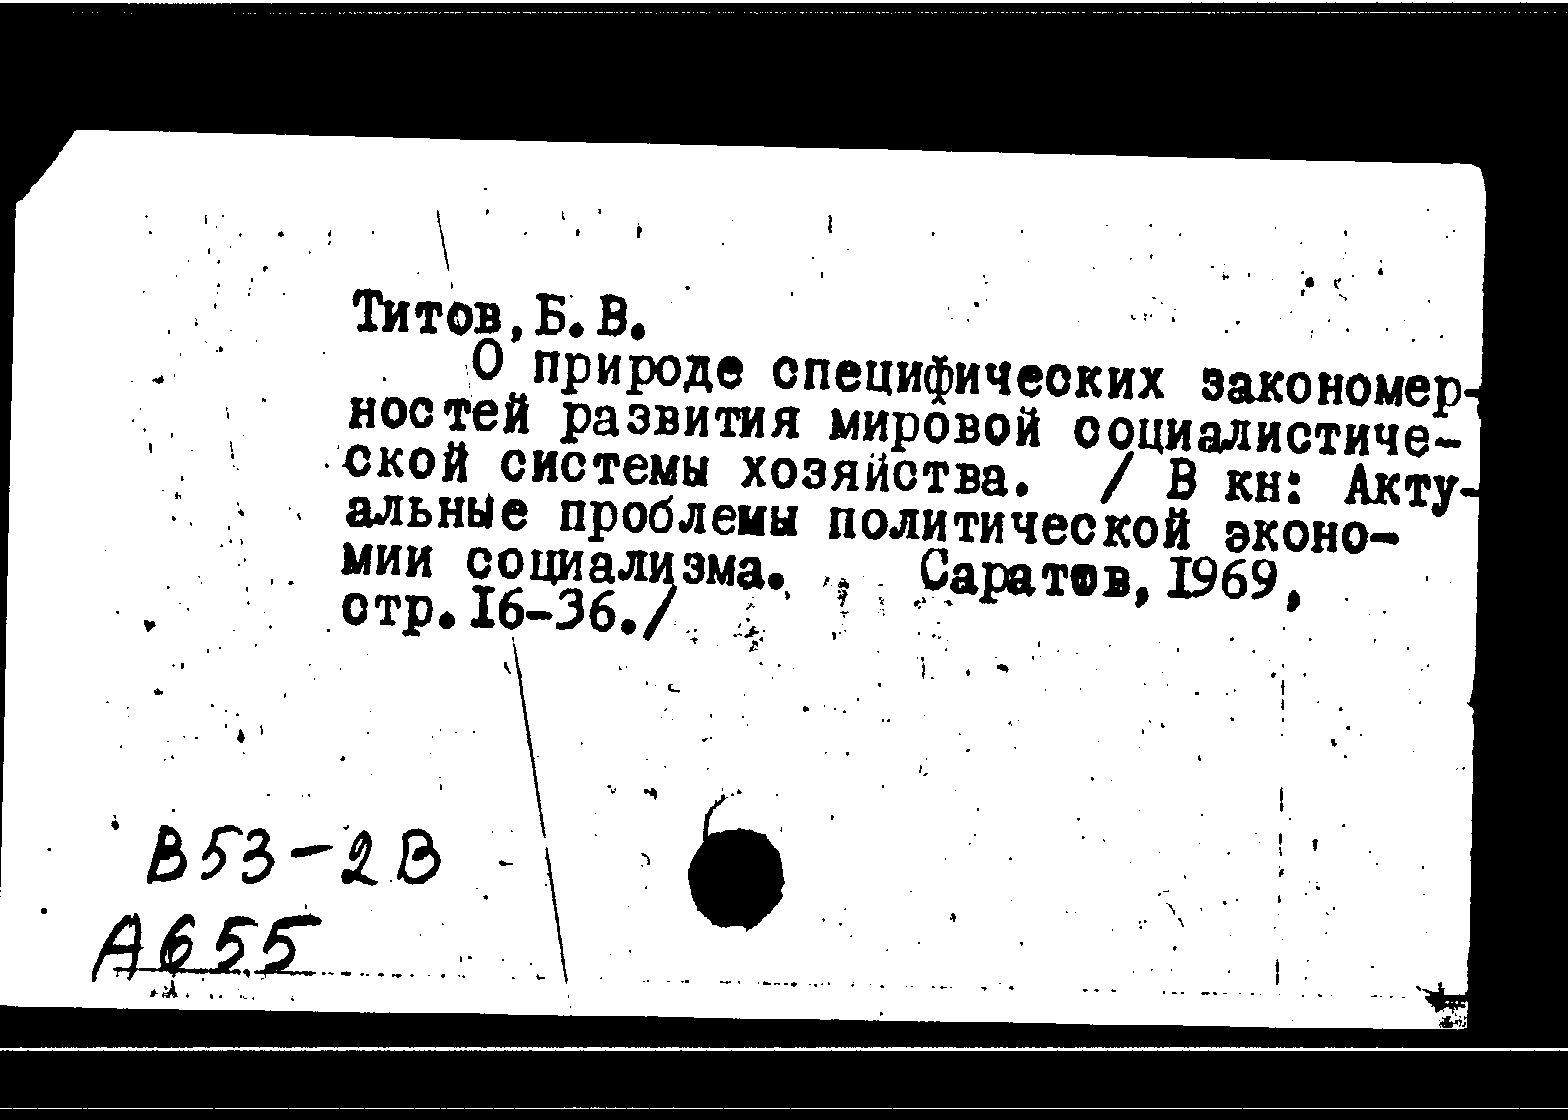 Титов,Б.В.
О природе специфических закономер-
ностей развития мировой социалистиче-
ской системы хозяйства. / В кн: Акту-
альные проблемы политической эконо-
мии социализма. Саратов,1969,
стр.16-36./
В53-2В
А655